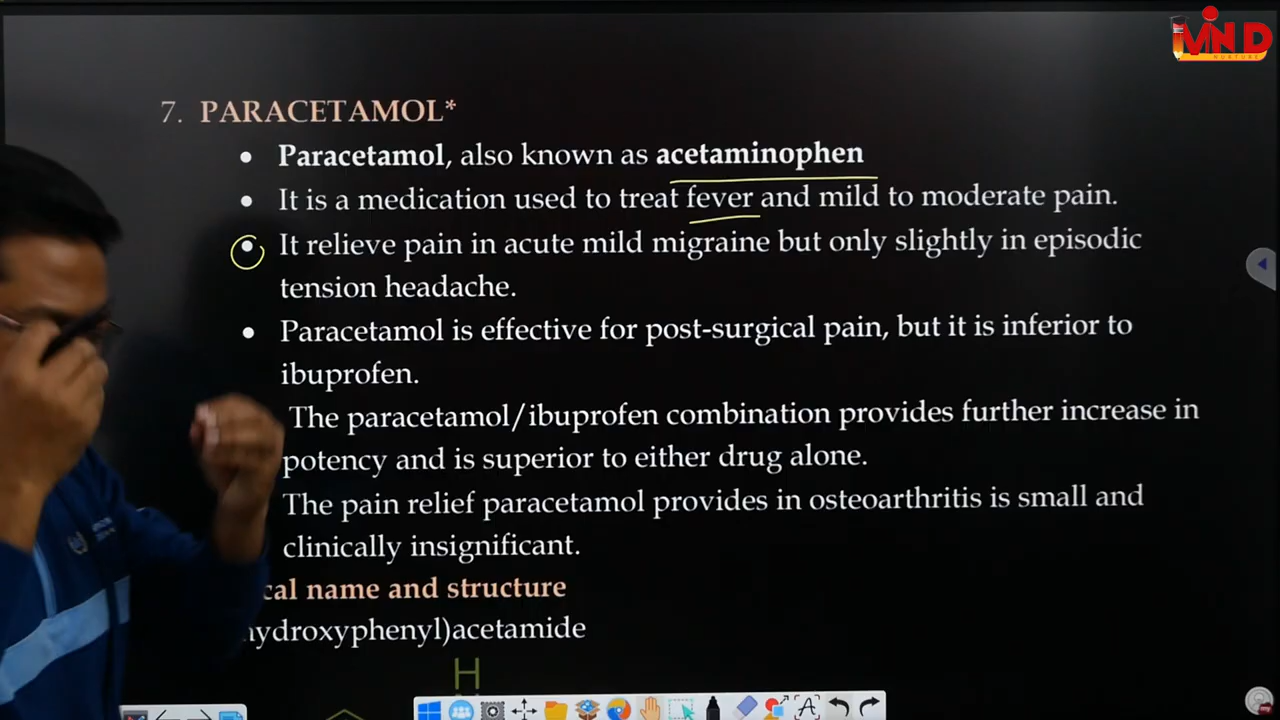 MIND
NURTURE
7. PARACETAMOL*
• Paracetamol, also known as acetaminophen
• It is a medication used to treat fever and mild to moderate pain.
• It relieve pain in acute mild migraine but only slightly in episodic
tension headache.
• Paracetamol is effective for post-surgical pain, but it is inferior to
ibuprofen.
The paracetamol/ibuprofen combination provides further increase in
potency and is superior to either drug alone.
The pain relief paracetamol provides in osteoarthritis is small and
clinically insignificant.
cal name and structure
hydroxyphenyl)acetamide
H